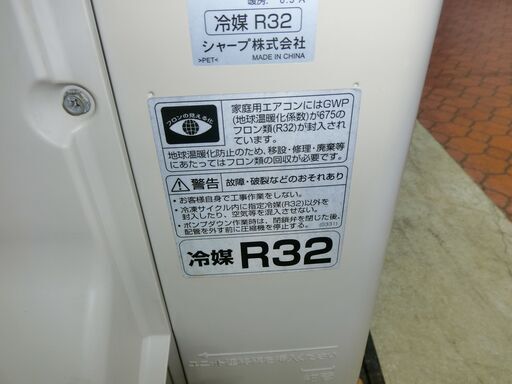 暖房
冷媒 R32
シャープ株式会社
>PET<
MADE IN CHINA
フロンの見える化
家庭用エアコンにはGWP
(地球温暖化係数)が675の
フロン類(R32)が封入され
ています。
地球温暖化防止のため、移設・修理・廃棄等
にあたってはフロン類の回収が必要です。
警告 故障・破裂などのおそれあり
・お客様自身で工事作業をしない。
・冷凍サイクル内に指定冷媒(R32)以外を
封入したり、空気等を混入させない。
・ポンプダウン作業時は、閉鎖弁を閉じた後、
配管を外す前に圧縮機を停止する。
冷媒 R32